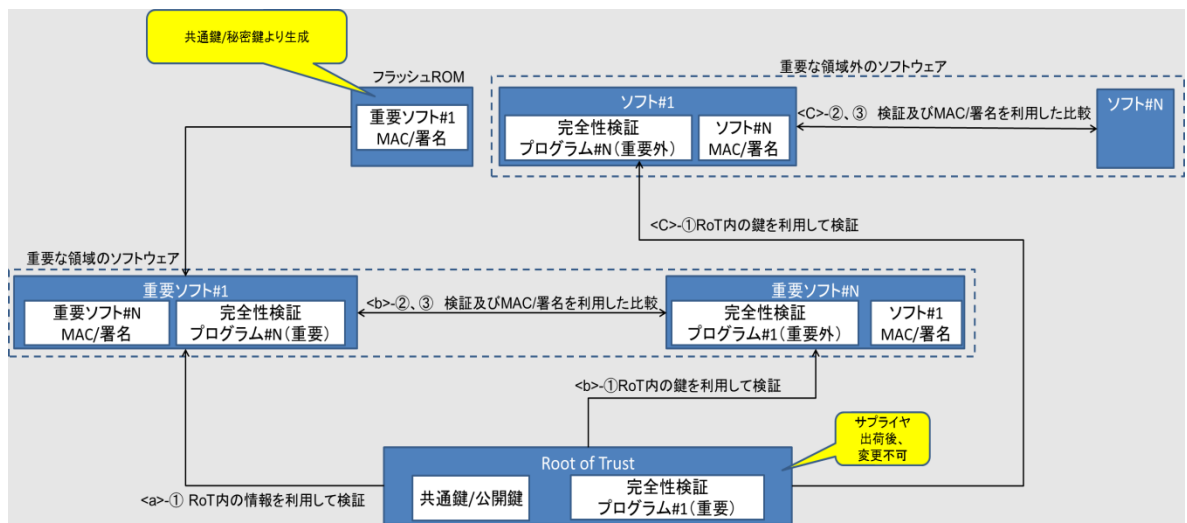 共通鍵/秘密鍵より生成
フラッシュROM
重要ソフト#1
MAC/署名
重要な領域外のソフトウェア
ソフト#1
完全性検証
プログラム#N(重要外)
ソフト#N
MAC/署名
<C>-②、③ 検証及びMAC/署名を利用した比較
ソフト#N
<C>-①RoT内の鍵を利用して検証
重要な領域のソフトウェア
重要ソフト#1
重要ソフト#N
MAC/署名
完全性検証
プログラム#N(重要)
<b>-②、③ 検証及びMAC/署名を利用した比較
重要ソフト#N
完全性検証
プログラム#1(重要外)
ソフト#1
MAC/署名
<b>-①RoT内の鍵を利用して検証
サプライヤ
出荷後、
変更不可
Root of Trust
共通鍵/公開鍵
完全性検証
プログラム#1(重要)
<a>-① RoT内の情報を利用して検証